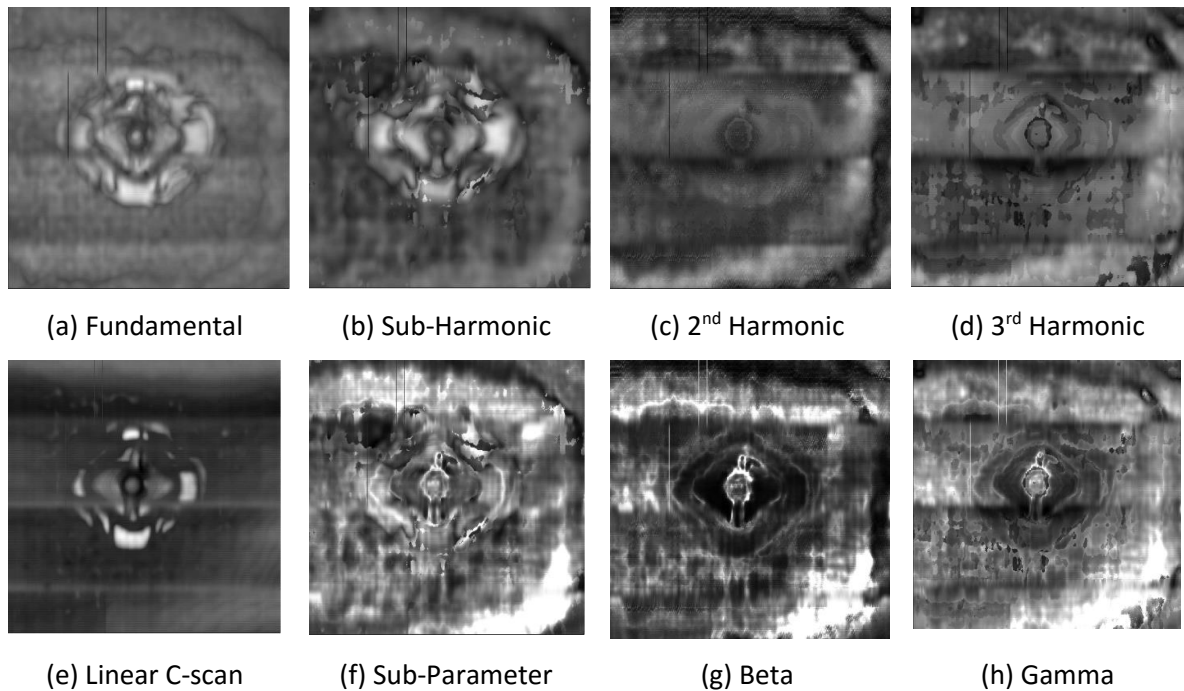 (a) Fundamental
(b) Sub-Harmonic
(c) 2nd Harmonic
(d) 3rd Harmonic
(e) Linear C-scan
(f) Sub-Parameter
(g) Beta
(h) Gamma